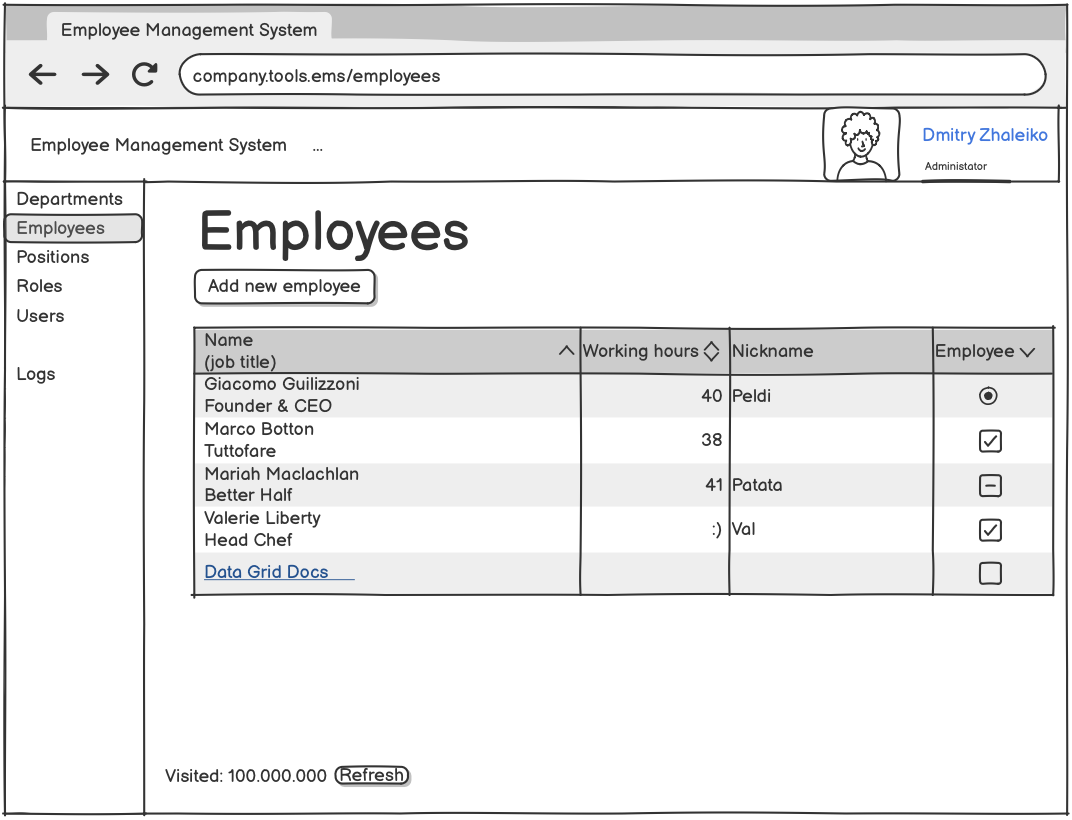 Employee Management System
company.tools.ems/employees
Employee Management System ...
Dmitry Zhaleiko
Administator
Departments
Employees
Positions
Roles
Users
Logs
Employees
Add new employee
Name
(job title)
Working hours
Nickname
Employee
Giacomo Guilizzoni
Founder & CEO
40
Peldi
Marco Botton
Tuttofare
38
Mariah Maclachlan
Better Half
41
Patata
Valerie Liberty
Head Chef
:)
Val
Data Grid Docs
Visited: 100.000.000 Refresh